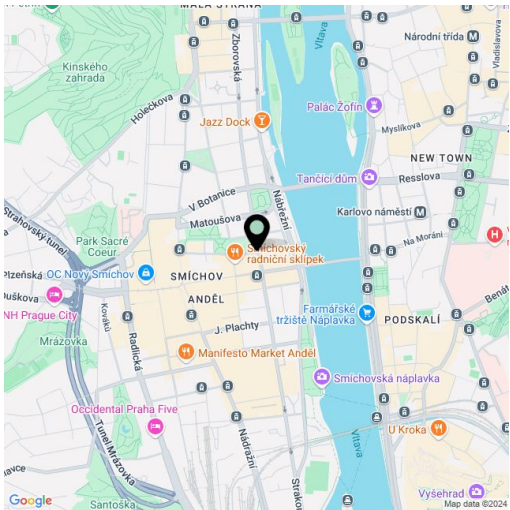 MALÁ STRANA
Kinského
zahrada
Holečkova
Zborovská
Vltava
Národní třída
Vladislavova
Jazz Dock
Palác Žofín
Myslíkova
NEW TOWN
Tančící dům
Resslova
V Botanice
Nábřežní
Matoušova
Karlovo náměstí
Na Moráni
Strahovský tunel
Park Sacré
Coeur
Smíchovský
radniční sklípek
Plzeňská
OC Nový Smíchov
SMÍCHOV
ANDĚL
NH Prague City
Kováků
Radlická
Mrázovka
J. Plachty
Farmářské
tržiště Náplavka
PODSKALÍ
Manifesto Market Anděl
Smíchovská náplavka
Occidental Praha Five
Tunel Mrázovka
Nádražní
U Kroka
Vltava
Vyšehrad
Santoška
Google
Map data ©2024